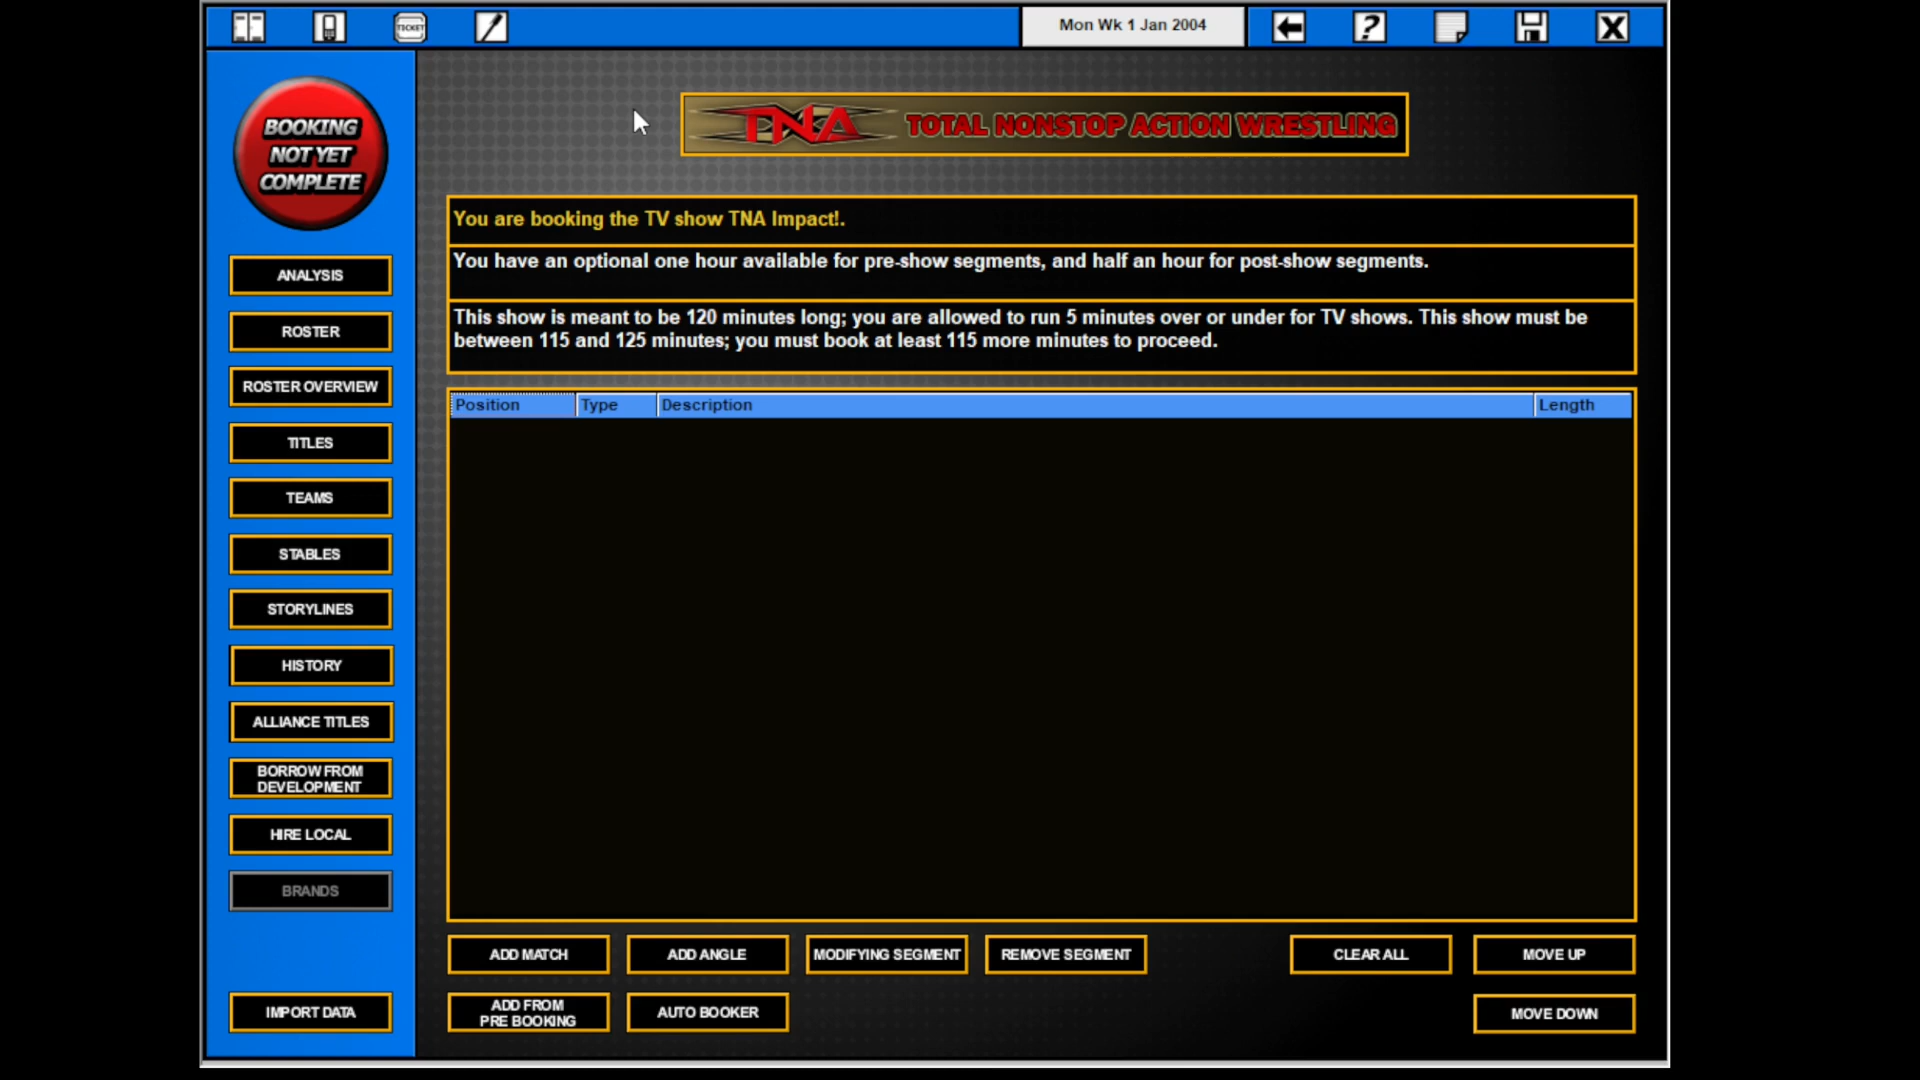 TICKET
Mon Wk 1 Jan 2004
?
X
BOOKING
NOT YET
COMPLETE
TNA TOTAL NONSTOP ACTION WRESTLING
You are booking the TV show TNA Impact!.
You have an optional one hour available for pre-show segments, and half an hour for post-show segments.
This show is meant to be 120 minutes long; you are allowed to run 5 minutes over or under for TV shows. This show must be
between 115 and 125 minutes; you must book at least 115 more minutes to proceed.
Position Type Description Length
ANALYSIS
ROSTER
ROSTER OVERVIEW
TITLES
TEAMS
STABLES
STORYLINES
HISTORY
ALLIANCE TITLES
BORROW FROM
DEVELOPMENT
HIRE LOCAL
BRANDS
IMPORT DATA
ADD MATCH
ADD ANGLE
MODIFYING SEGMENT
REMOVE SEGMENT
CLEAR ALL
MOVE UP
ADD FROM
PRE BOOKING
AUTO BOOKER
MOVE DOWN